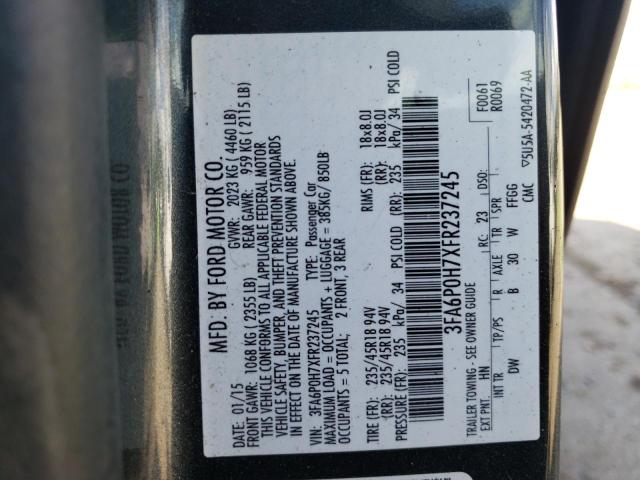 MFD. BY FORD MOTOR CO.
DATE: 01/15 GVWR: 2023 KG ( 4460 LB)
FRONT GAWR: 1068 KG ( 2355 LB) REAR GAWR: 959 KG ( 2115 LB)
THIS VEHICLE CONFORMS TO ALL APPLICABLE FEDERAL MOTOR
VEHICLE SAFETY, BUMPER, AND THEFT PREVENTION STANDARDS
IN EFFECT ON THE DATE OF MANUFACTURE SHOWN ABOVE.
VIN: 3FA6P0H7XFR237245 TYPE: Passenger Car
MAXIMUM LOAD = OCCUPANTS + LUGGAGE = 385KG/ 850LB
OCCUPANTS = 5 TOTAL: 2 FRONT, 3 REAR
TIRE (FR): 235/45R18 94V RIMS (FR): 18x8.0J
(RR): 235/45R18 94V (RR): 18x8.0J
PRESSURES (FR): 235 kPa/ 34 PSI COLD (RR): 235 kPa/ 34 PSI COLD
3FA6P0H7XFR237245
TRAILER TOWING - SEE OWNER GUIDE F0061
R0069
EXT PNT: HN RC: 23 DSO:
INT TR TP/PS R AXLE TR SPR
DW B 30 W FFGG
CMC ▽5U5A-5420472-AA